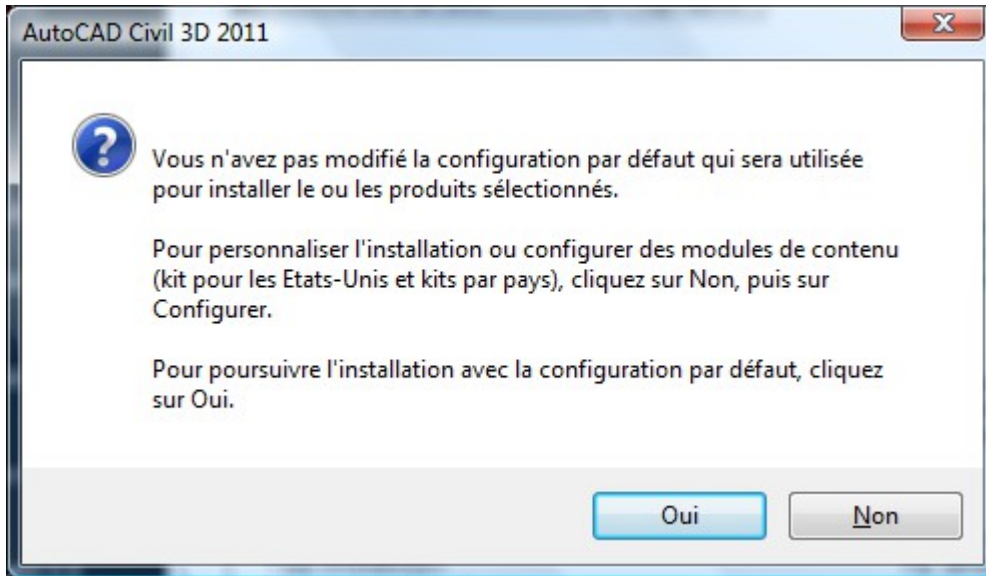 AutoCAD Civil 3D 2011
Vous n'avez pas modifié la configuration par défaut qui sera utilisée
pour installer le ou les produits sélectionnés.
Pour personnaliser l'installation ou configurer des modules de contenu
(kit pour les Etats-Unis et kits par pays), cliquez sur Non, puis sur
Configurer.
Pour poursuivre l'installation avec la configuration par défaut, cliquez
sur Oui.
Oui
Non